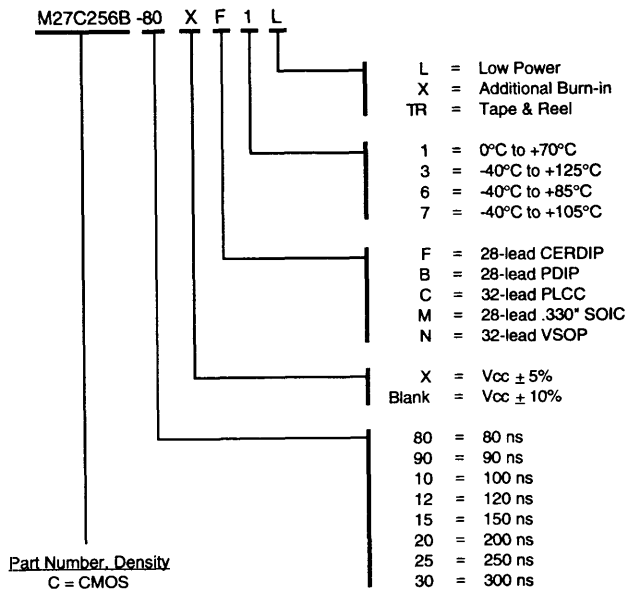 M27C256B -80 X F 1 L
L = Low Power
X = Additional Burn-in
TR = Tape & Reel
1 = 0°C to +70°C
3 = -40°C to +125°C
6 = -40°C to +85°C
7 = -40°C to +105°C
F = 28-lead CERDIP
B = 28-lead PDIP
C = 32-lead PLCC
M = 28-lead .330" SOIC
N = 32-lead VSOP
X = Vcc ± 5%
Blank = Vcc ± 10%
80 = 80 ns
90 = 90 ns
10 = 100 ns
12 = 120 ns
15 = 150 ns
20 = 200 ns
25 = 250 ns
30 = 300 ns
Part Number, Density
C = CMOS